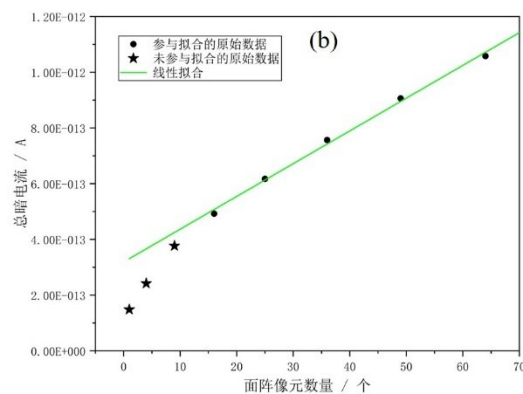 1.20E-012
1.00E-012
8.00E-013
6.00E-013
4.00E-013
2.00E-013
0.00E+000
总暗电流 / A
参与拟合的原始数据
未参与拟合的原始数据
线性拟合
(b)
0 10 20 30 40 50 60 70
面阵像元数量 / 个